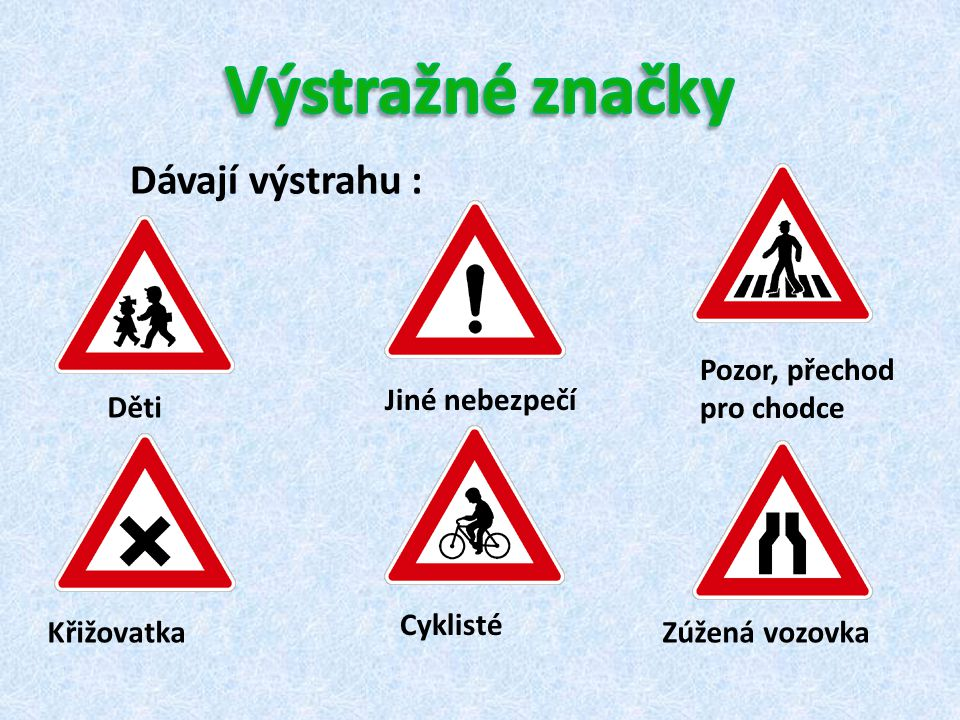 Výstražné značky
Dávají výstrahu :
Děti
Jiné nebezpečí
Pozor, přechod
pro chodce
Křižovatka
Cyklisté
Zúžená vozovka